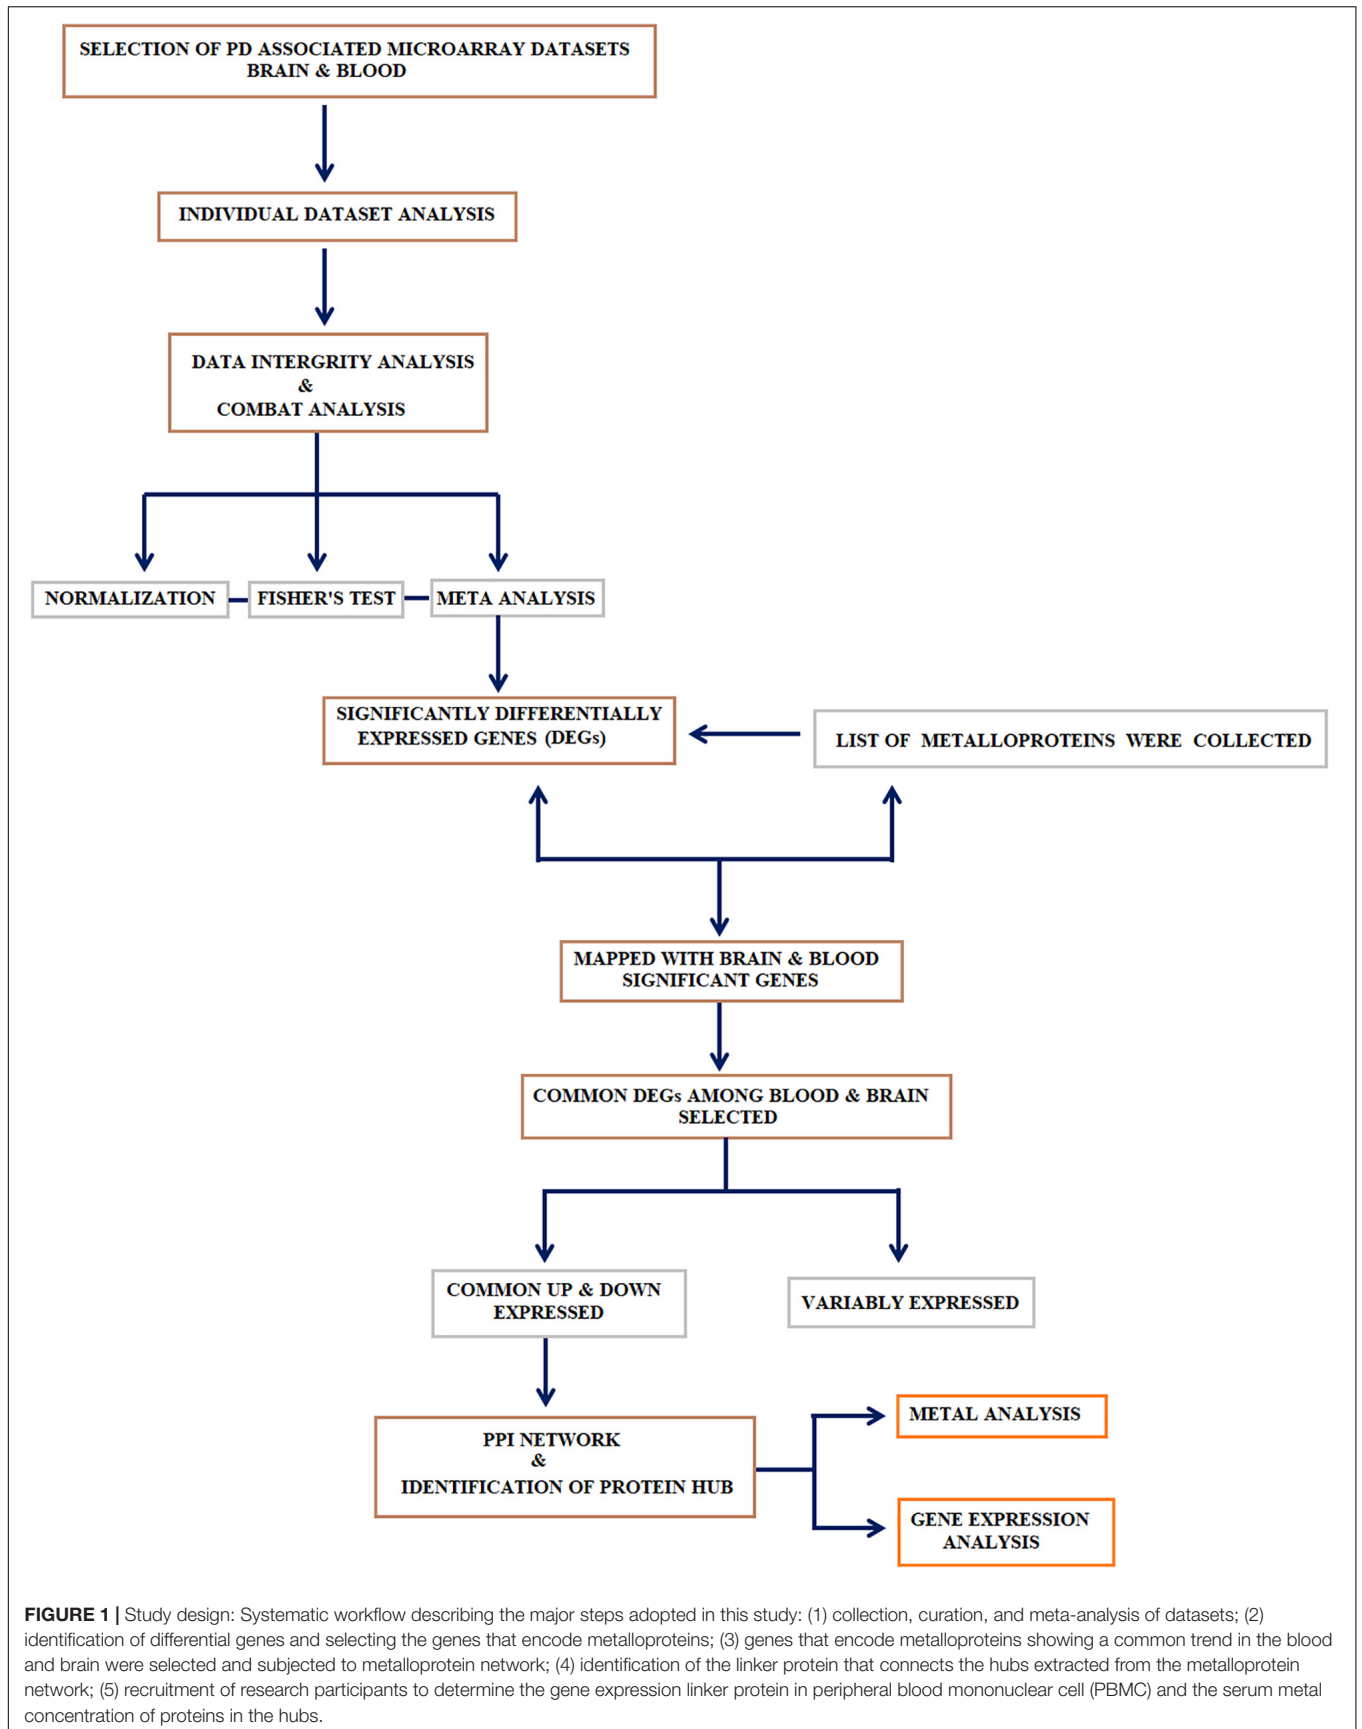 SELECTION OF PD ASSOCIATED MICROARRAY DATASETS
BRAIN & BLOOD
INDIVIDUAL DATASET ANALYSIS
DATA INTERGRITY ANALYSIS
&
COMBAT ANALYSIS
NORMALIZATION
FISHER'S TEST
META ANALYSIS
SIGNIFICANTLY DIFFERENTIALLY
EXPRESSED GENES (DEGs)
LIST OF METALLOPROTEINS WERE COLLECTED
MAPPED WITH BRAIN & BLOOD
SIGNIFICANT GENES
COMMON DEGs AMONG BLOOD & BRAIN
SELECTED
COMMON UP & DOWN
EXPRESSED
VARIABLY EXPRESSED
PPI NETWORK
&
IDENTIFICATION OF PROTEIN HUB
METAL ANALYSIS
GENE EXPRESSION
ANALYSIS
FIGURE 1 | Study design: Systematic workflow describing the major steps adopted in this study: (1) collection, curation, and meta-analysis of datasets; (2)
identification of differential genes and selecting the genes that encode metalloproteins; (3) genes that encode metalloproteins showing a common trend in the blood
and brain were selected and subjected to metalloprotein network; (4) identification of the linker protein that connects the hubs extracted from the metalloprotein
network; (5) recruitment of research participants to determine the gene expression linker protein in peripheral blood mononuclear cell (PBMC) and the serum metal
concentration of proteins in the hubs.